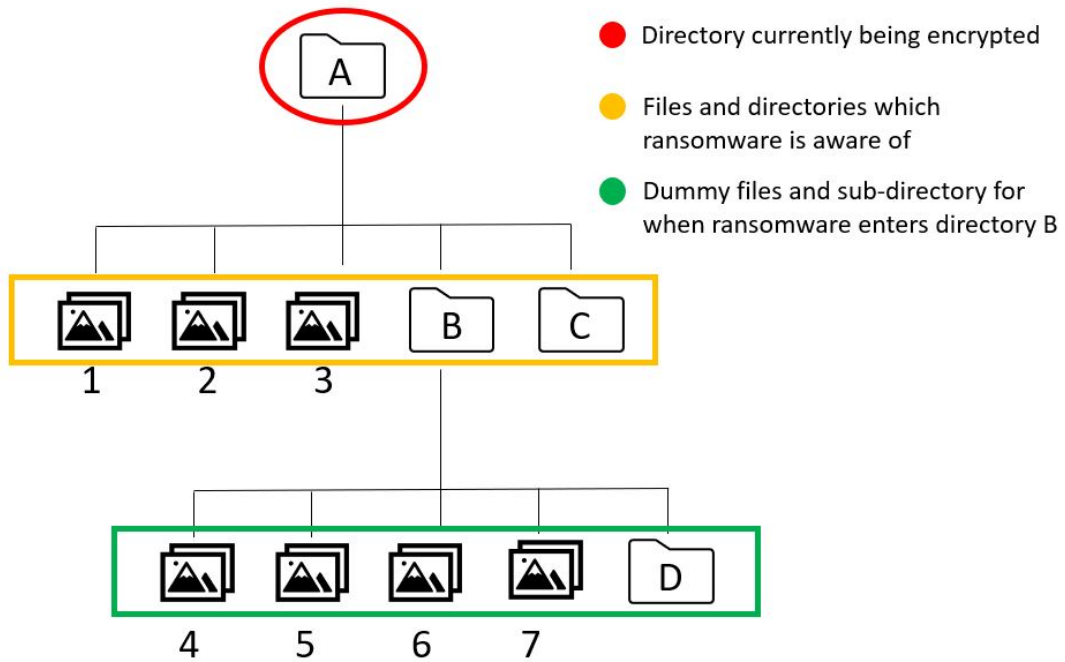 A
Directory currently being encrypted
Files and directories which
ransomware is aware of
Dummy files and sub-directory for
when ransomware enters directory B
B
C
1
2
3
D
4
5
6
7